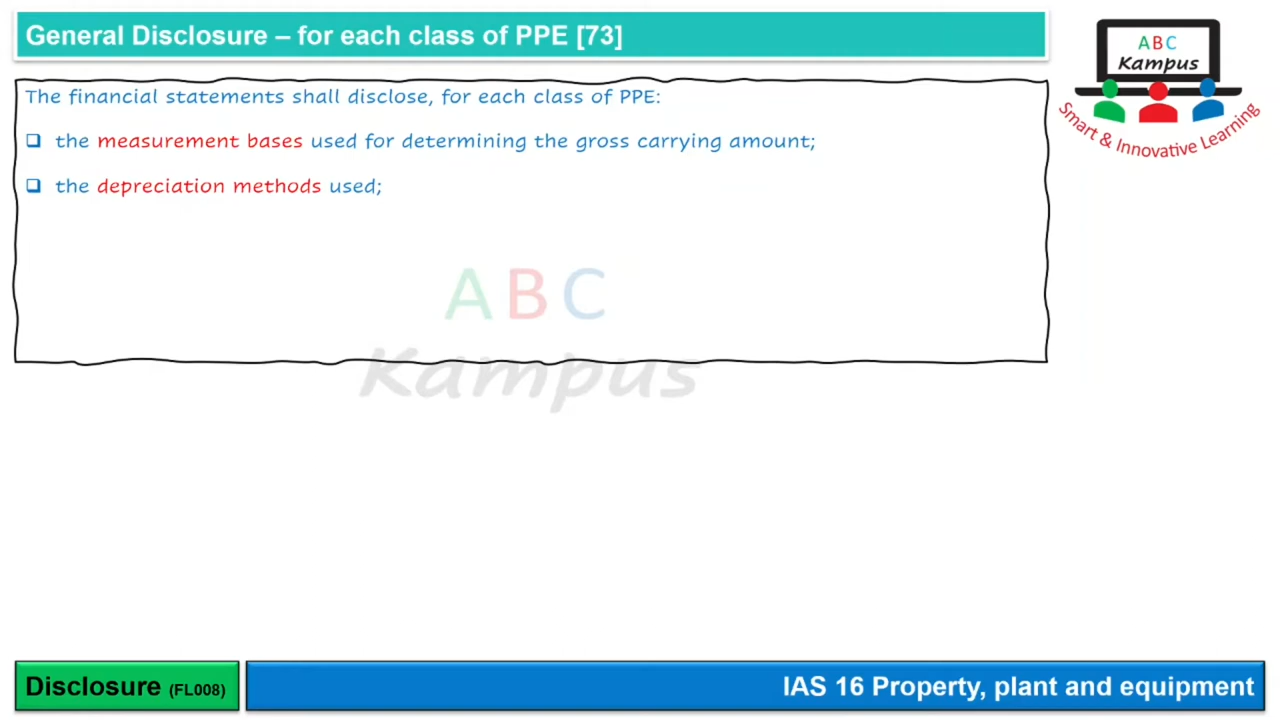 General Disclosure – for each class of PPE [73]
ABC
Kampus
Smart & Innovative Learning
The financial statements shall disclose, for each class of PPE:
❑ the measurement bases used for determining the gross carrying amount;
❑ the depreciation methods used;
ABC
Kampus
Disclosure (FL008)
IAS 16 Property, plant and equipment